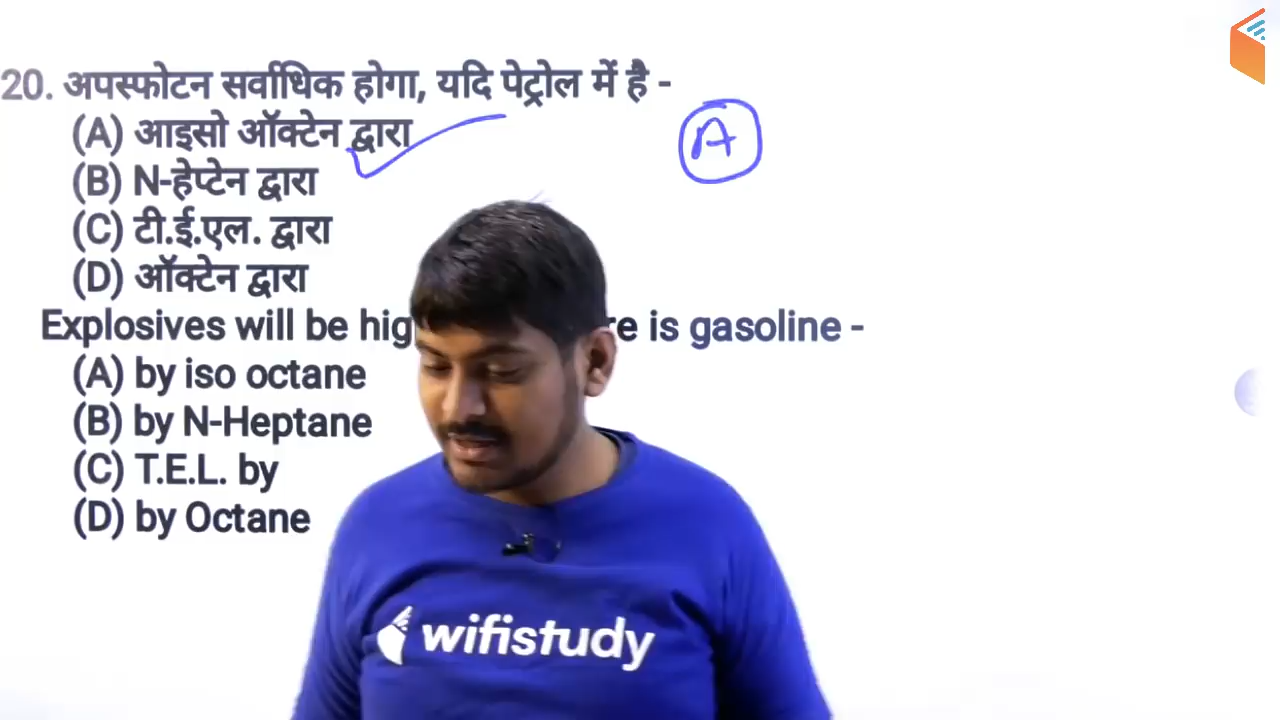 20. अपस्फोटन सर्वाधिक होगा, यदि पेट्रोल में है -
(A) आइसो ऑक्टेन द्वारा
A
(B) N-हेप्टेन द्वारा
(C) टी.ई.एल. द्वारा
(D) ऑक्टेन द्वारा
Explosives will be is gasoline -
(A) by iso octane
(B) by N-Heptane
(C) T.E.L. by
(D) by Octane
wifistudy